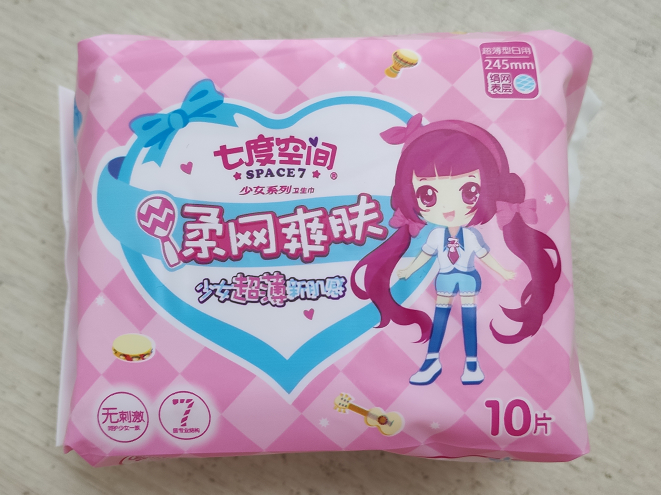 超薄型日用
245mm
绢网
表层
七度空间
SPACE7
®
少女系列卫生巾
柔网爽肤
少女超薄新肌感
无刺激
7
10片